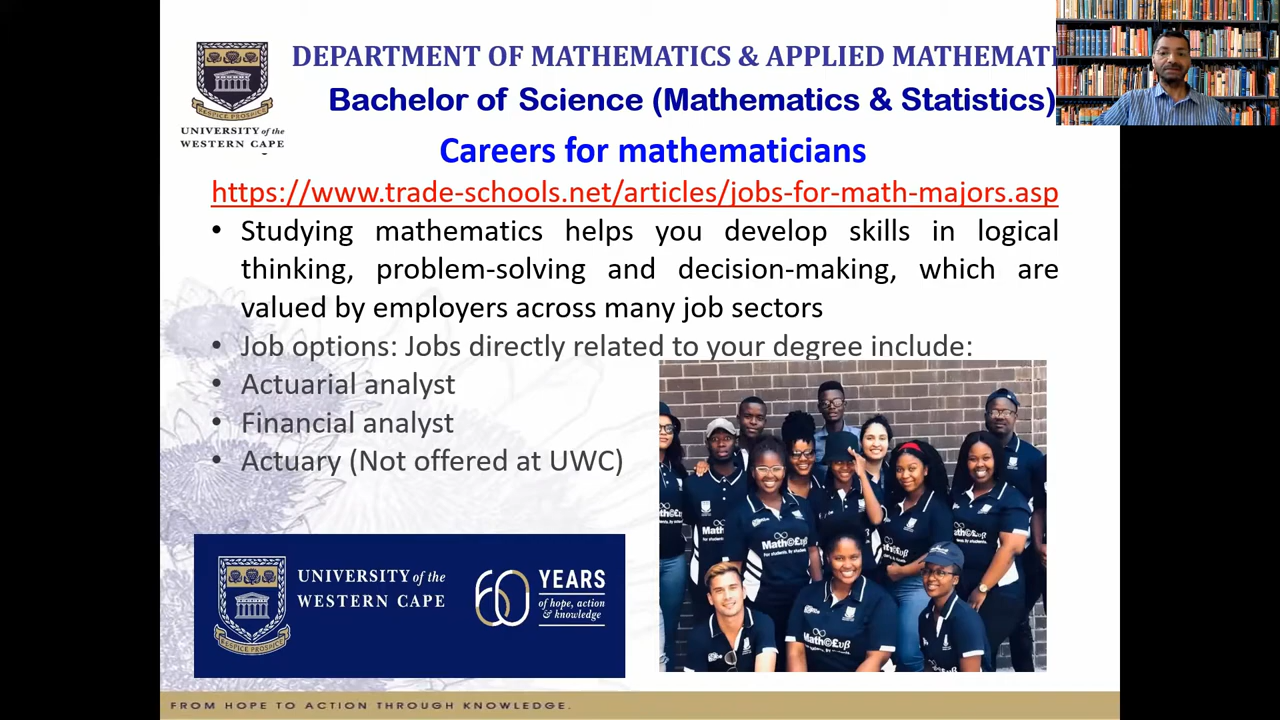 DEPARTMENT OF MATHEMATICS & APPLIED MATHEMATI
Bachelor of Science (Mathematics & Statistics)
UNIVERSITY of the
WESTERN CAPE
Careers for mathematicians
https://www.trade-schools.net/articles/jobs-for-math-majors.asp
• Studying mathematics helps you develop skills in logical
thinking, problem-solving and decision-making, which are
valued by employers across many job sectors
• Job options: Jobs directly related to your degree include:
• Actuarial analyst
• Financial analyst
• Actuary (Not offered at UWC)
UNIVERSITY of the
WESTERN CAPE
60 YEARS
of hope, action
& knowledge
FROM HOPE TO ACTION THROUGH KNOWLEDGE.